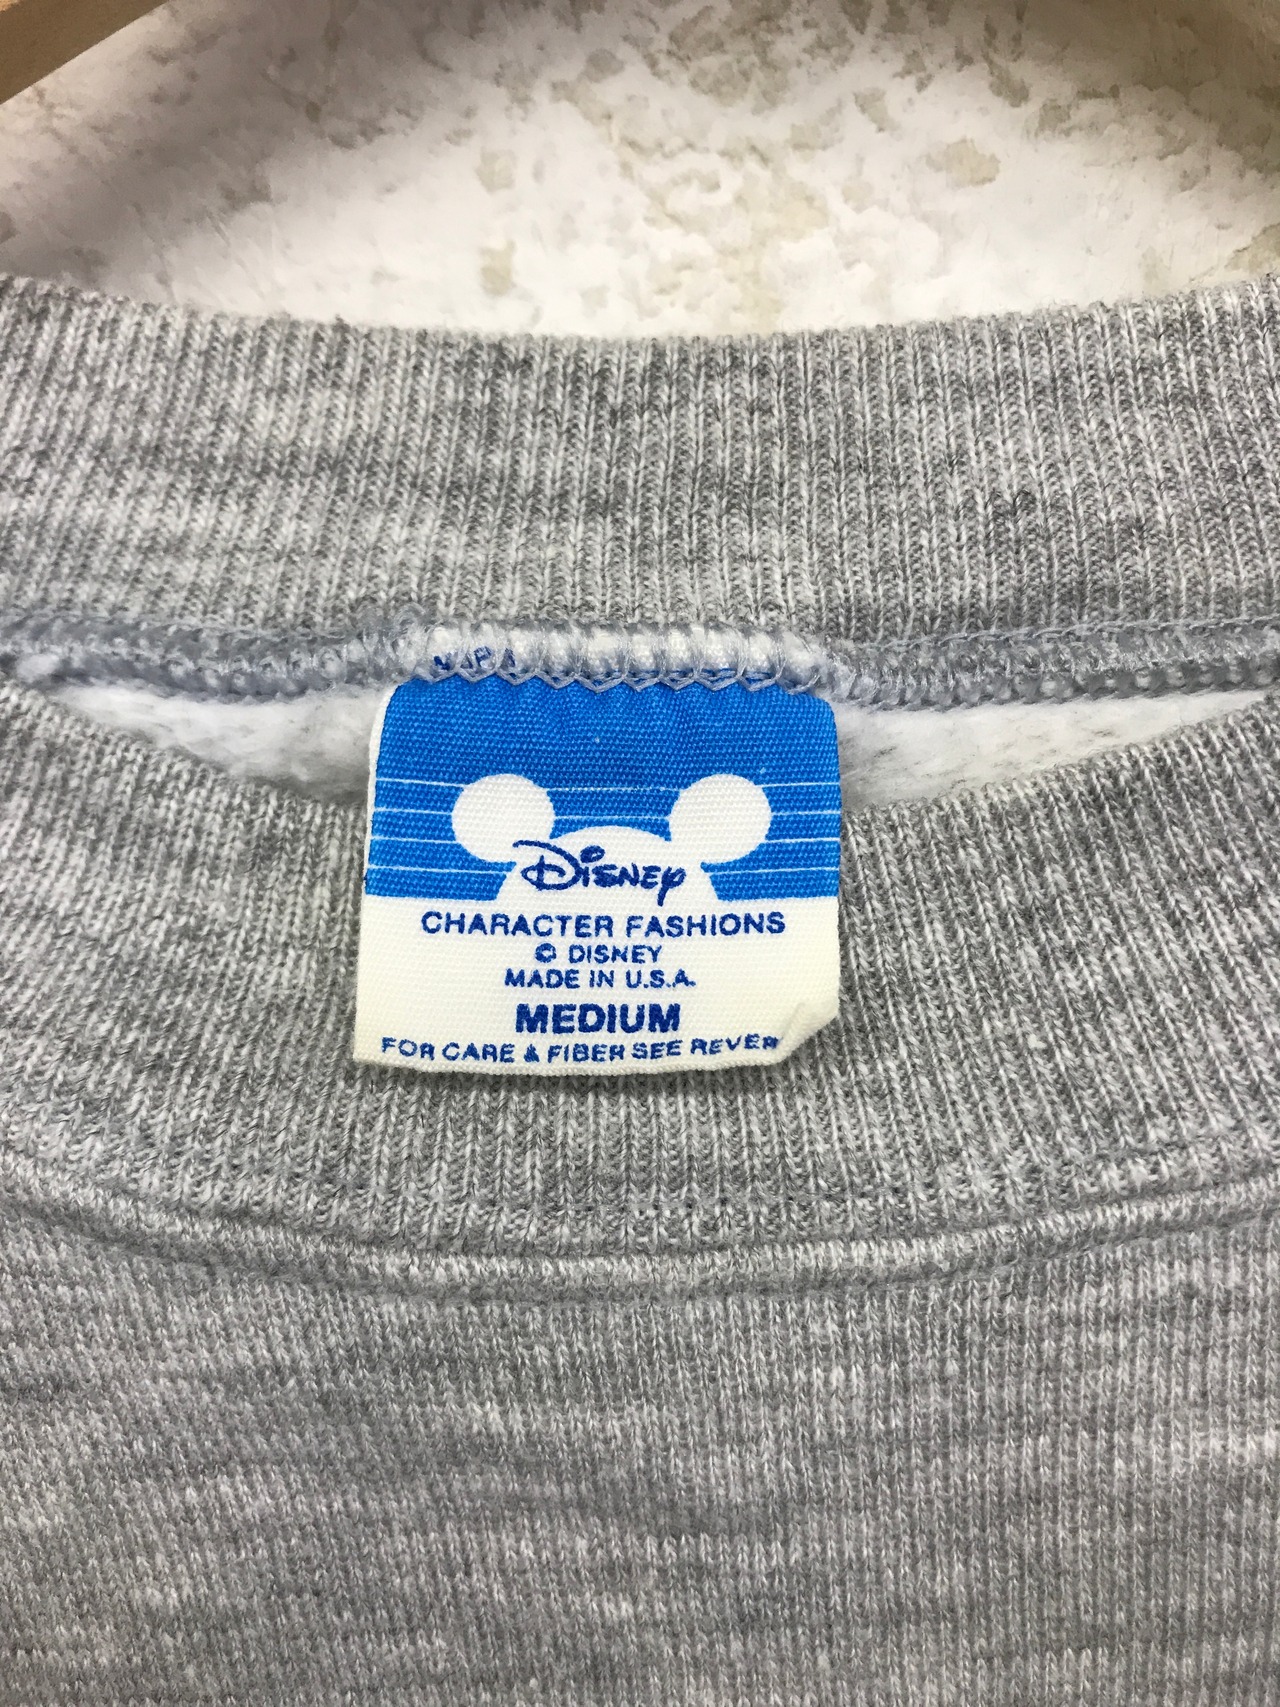 Disney
CHARACTER FASHIONS
© DISNEY
MADE IN U.S.A.
MEDIUM
FOR CARE & FIBER SEE REVER